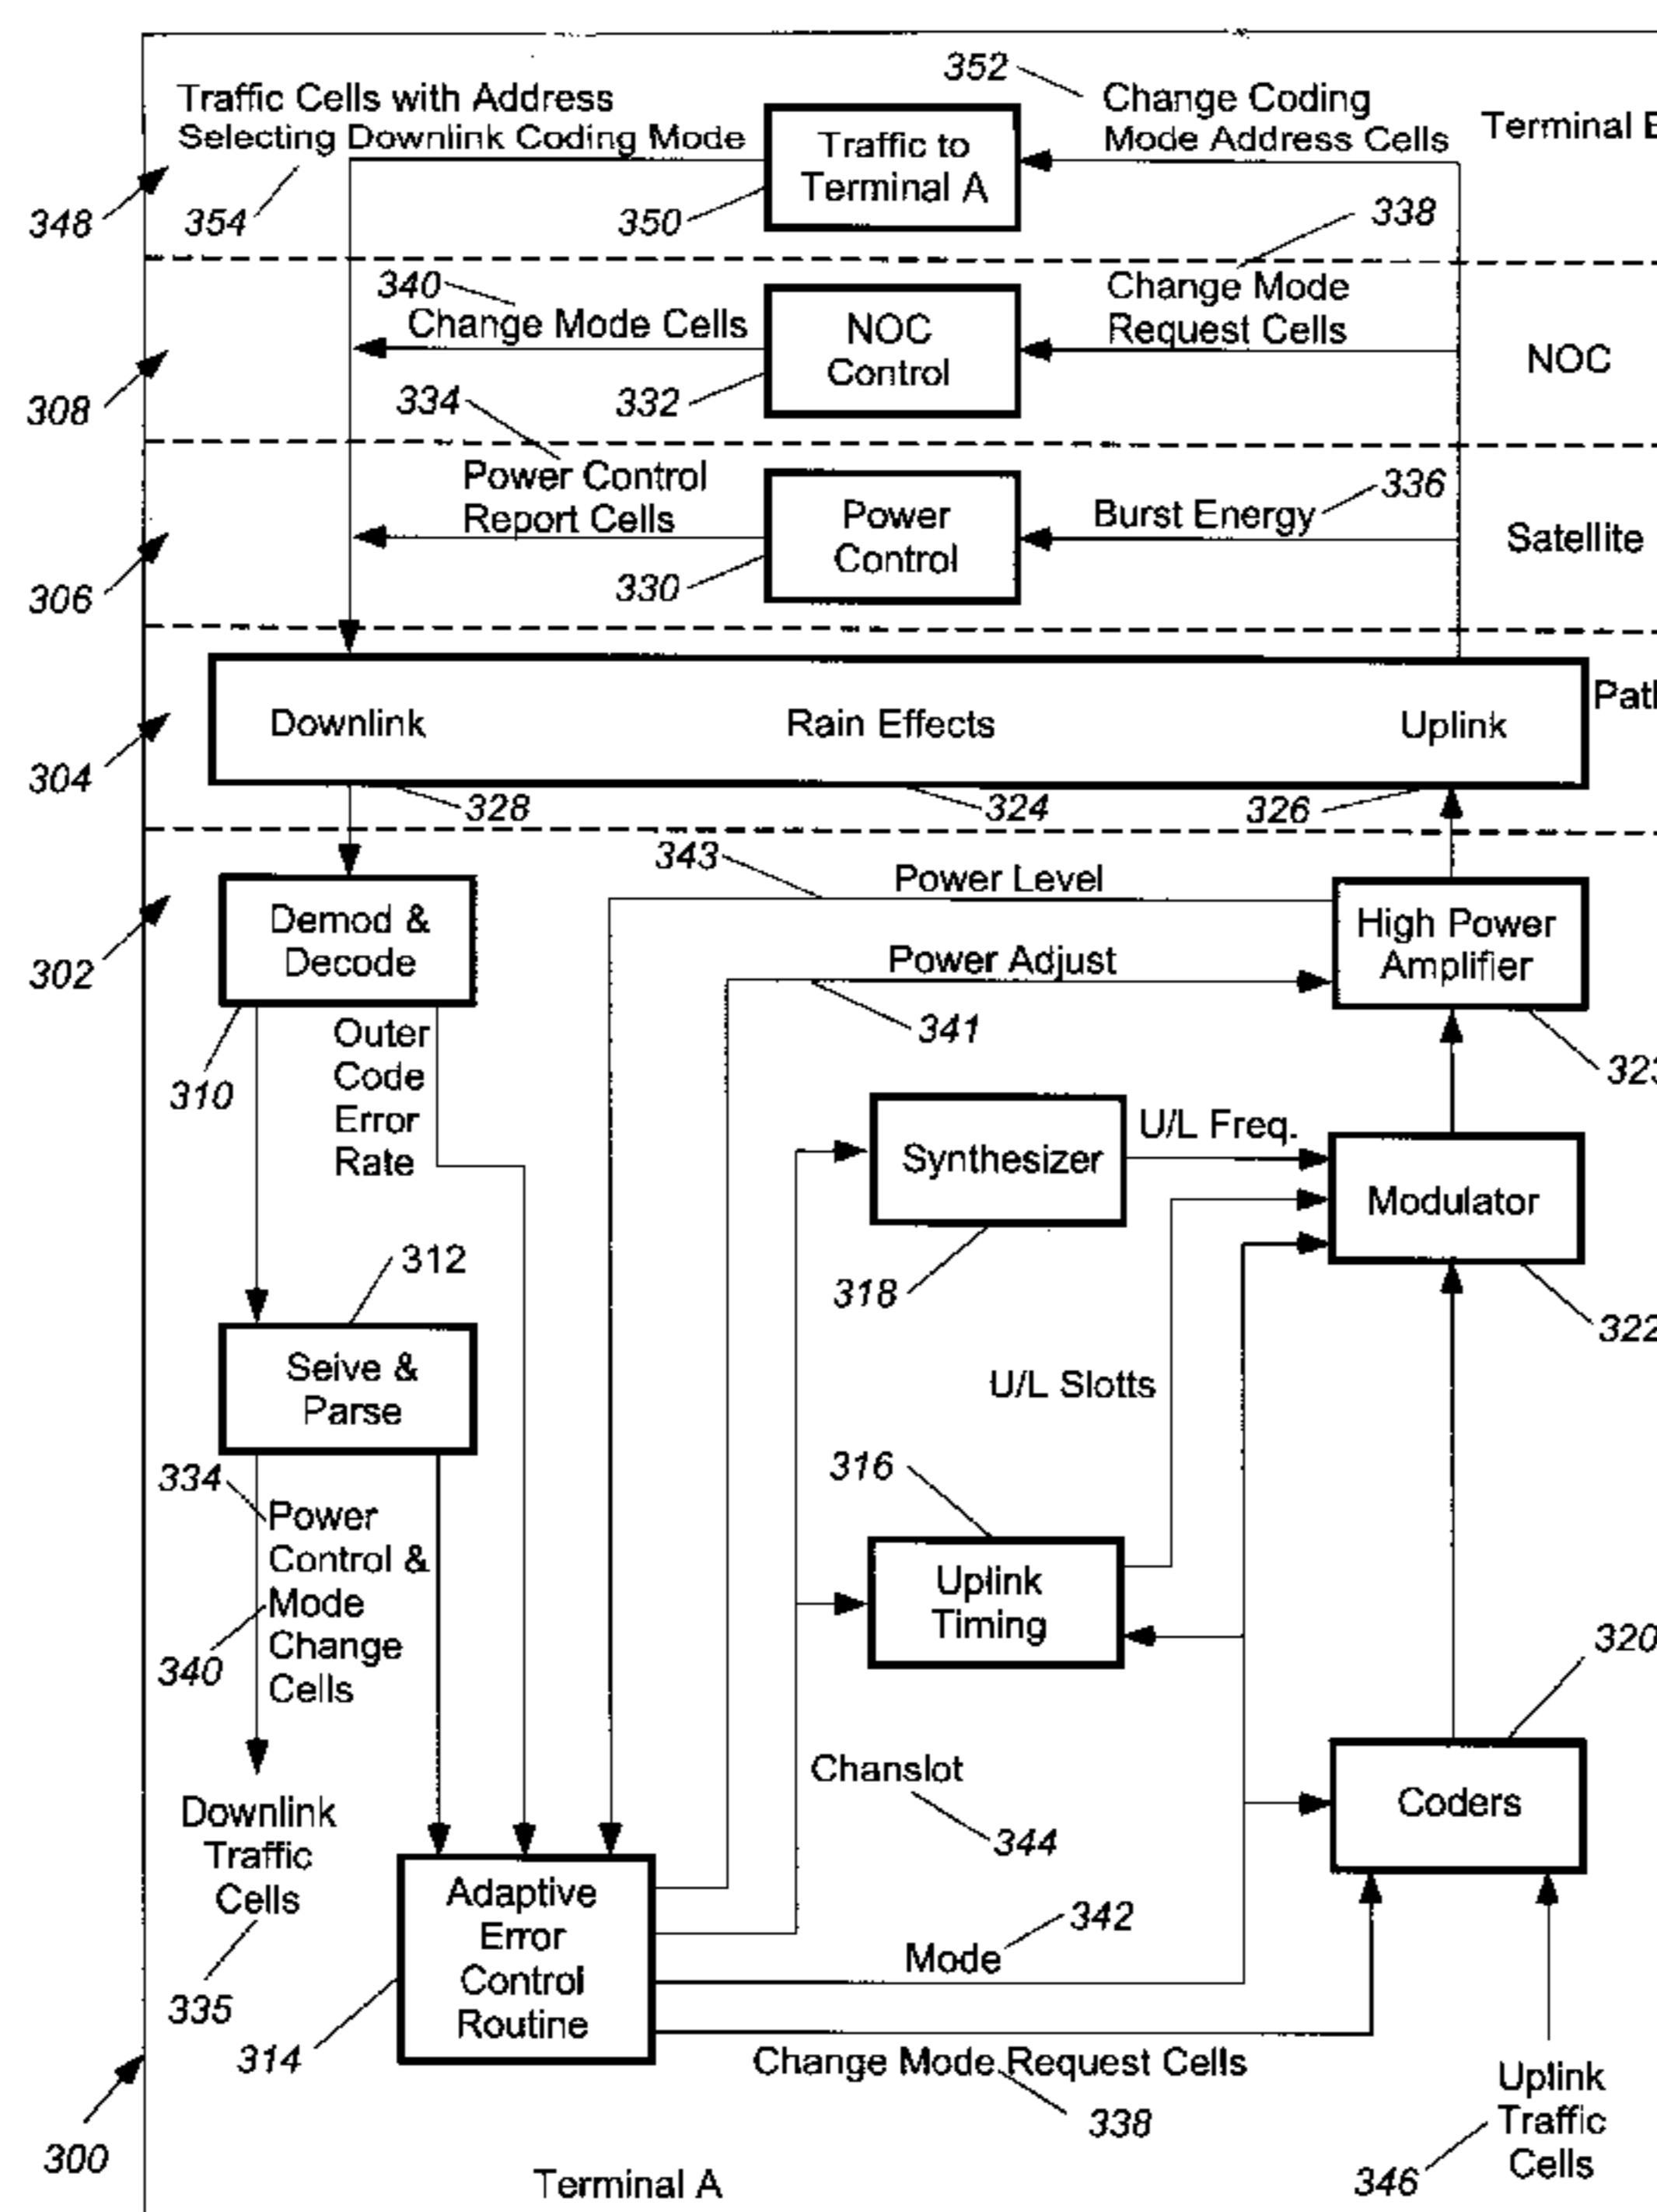 352
Traffic Cells with Address
Selecting Downlink Coding Mode
Traffic to
Terminal A
Change Coding
Mode Address Cells
Terminal
348
354
350
338
340
Change Mode Cells
NOC
Control
Change Mode
Request Cells
NOC
308
334
332
Power Control
Report Cells
Power
Control
336
Burst Energy
Satellite
306
330
Downlink
Rain Effects
Uplink
304
328
324
326
343
Power Level
302
Demod &
Decode
High Power
Amplifier
Power Adjust
341
310
Outer
Code
Error
Rate
Synthesizer
U/L Freq.
Modulator
318
312
322
Seive &
Parse
U/L Slotts
334
316
Power
Control &
Mode
Change
Cells
340
Uplink
Timing
320
Chanslot
344
Coders
Downlink
Traffic
Cells
335
Adaptive
Error
Control
Routine
314
342
Mode
Change Mode Request Cells
338
300
Uplink
Traffic
Cells
346
Terminal A